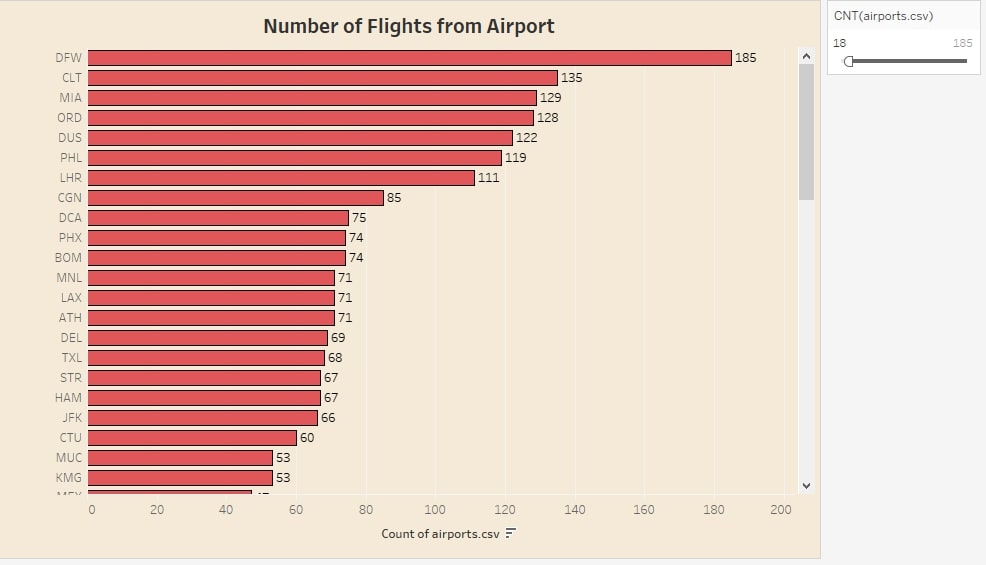 Number of Flights from Airport
DFW 185
CLT 135
MIA 129
ORD 128
DUS 122
PHL 119
LHR 111
CGN 85
DCA 75
PHX 74
BOM 74
MNL 71
LAX 71
ATH 71
DEL 69
TXL 68
STR 67
HAM 67
JFK 66
CTU 60
MUC 53
KMG 53
0 20 40 60 80 100 120 140 160 180 200
Count of airports.csv
CNT(airports.csv)
18 185